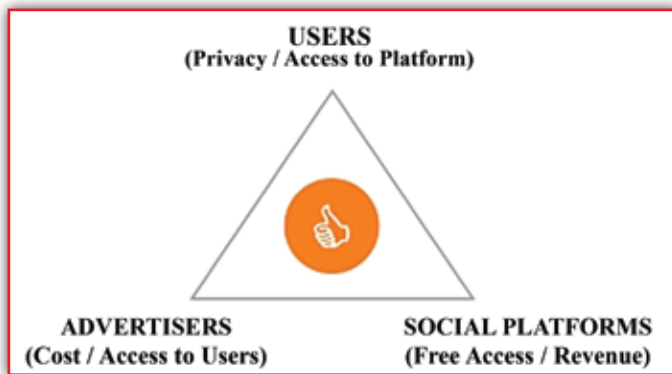 USERS
(Privacy / Access to Platform)
ADVERTISERS
(Cost / Access to Users)
SOCIAL PLATFORMS
(Free Access / Revenue)